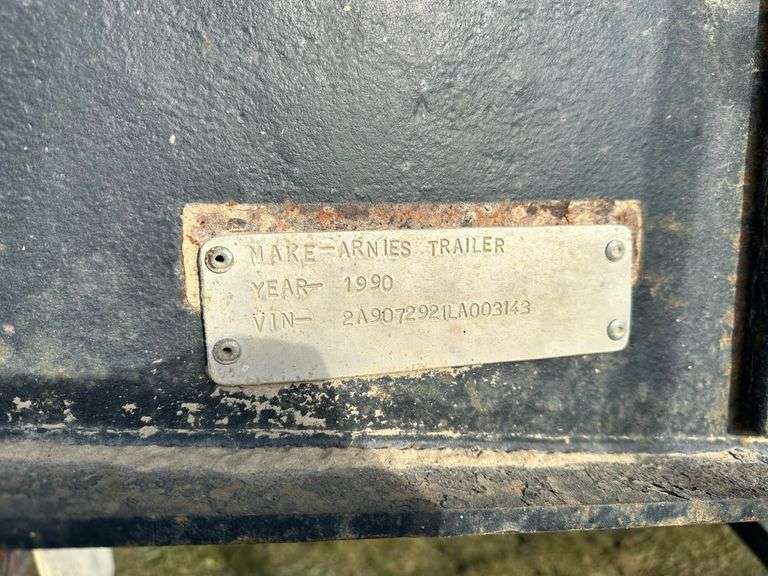 MAKE-ARNIES TRAILER
YEAR- 1990
VIN- 2A9072921LA003143